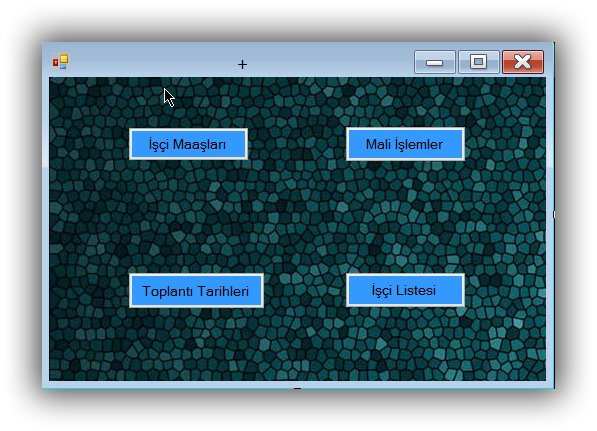 İşçi Maaşları
Mali İşlemler
Toplantı Tarihleri
İşçi Listesi